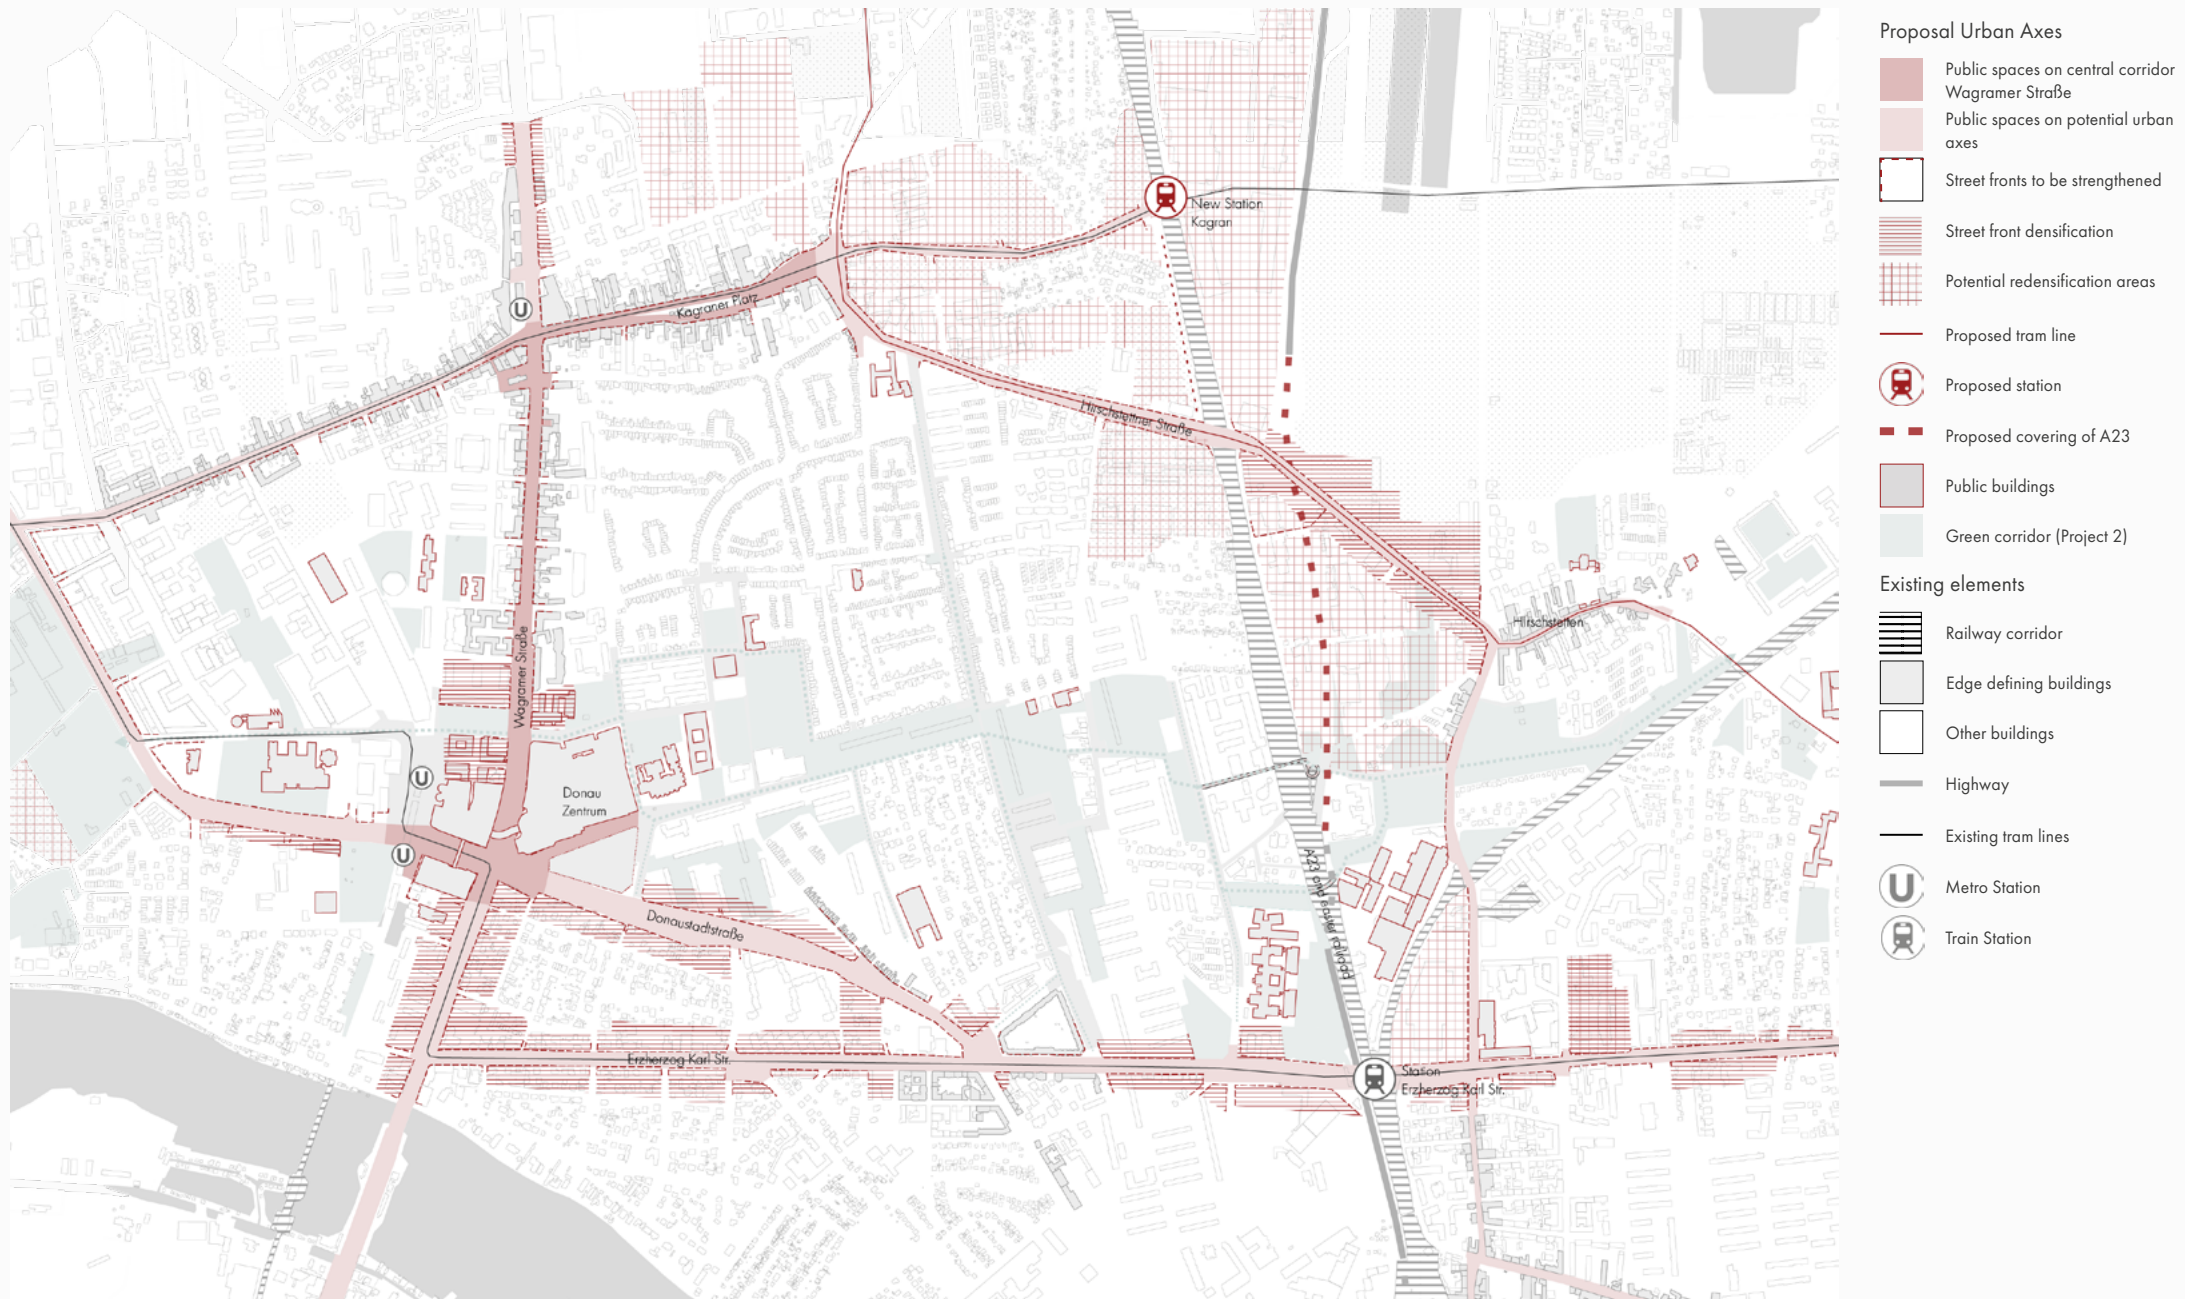 New Station
Kagran
U
Kagraner Platz
Hirschstettner Straße
Hirschstetten
Wagramer Straße
U
Donau
Zentrum
U
A23 and eastern railroad
Donaustadtstraße
Erzherzog Karl Str.
Station
Erzherzog Karl Str.
Proposal Urban Axes
Public spaces on central corridor
Wagramer Straße
Public spaces on potential urban
axes
Street fronts to be strengthened
Street front densification
Potential redensification areas
Proposed tram line
Proposed station
Proposed covering of A23
Public buildings
Green corridor (Project 2)
Existing elements
Railway corridor
Edge defining buildings
Other buildings
Highway
Existing tram lines
U
Metro Station
Train Station